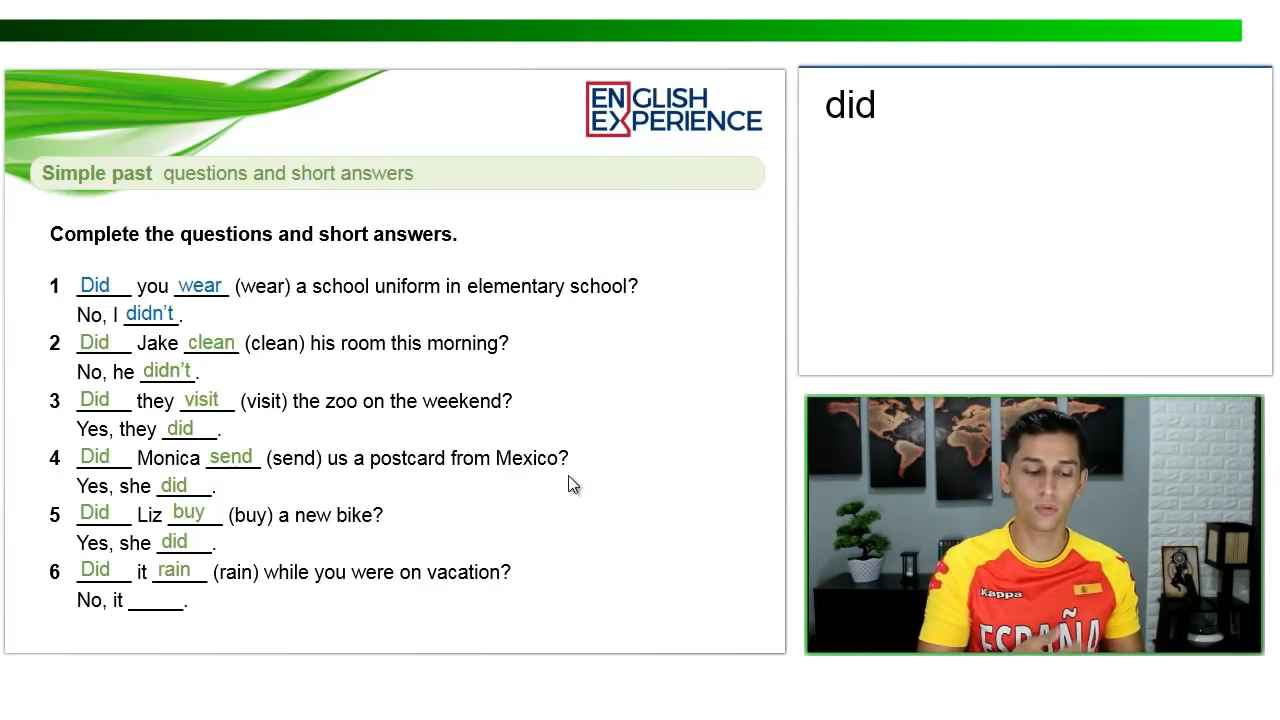 ENGLISH
EXPERIENCE
Simple past questions and short answers
Complete the questions and short answers.
1 Did you wear (wear) a school uniform in elementary school?
No, I didn't.
2 Did Jake clean (clean) his room this morning?
No, he didn't.
3 Did they visit (visit) the zoo on the weekend?
Yes, they did.
4 Did Monica send (send) us a postcard from Mexico?
Yes, she did.
5 Did Liz buy (buy) a new bike?
Yes, she did.
6 Did it rain (rain) while you were on vacation?
No, it _____.
did
Kappa
ESPAÑA